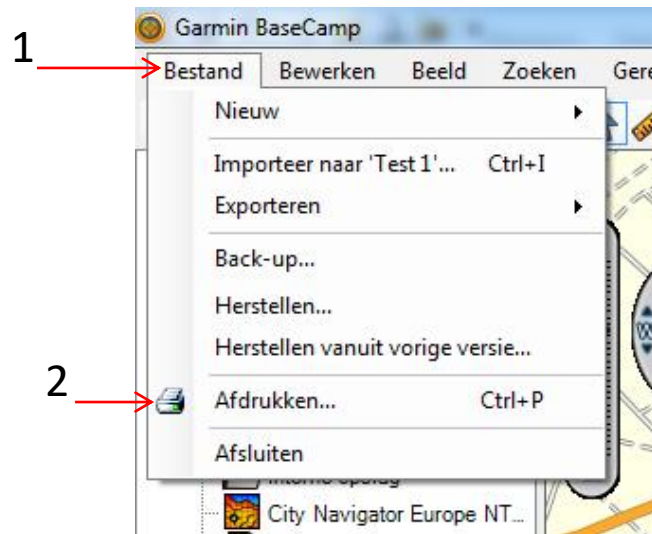 Garmin BaseCamp
1
Bestand Bewerken Beeld Zoeken Gere
Nieuw
Importeer naar 'Test 1'... Ctrl+I
Exporteren
Back-up...
Herstellen...
Herstellen vanuit vorige versie...
2
Afdrukken... Ctrl+P
Afsluiten
City Navigator Europe NT...